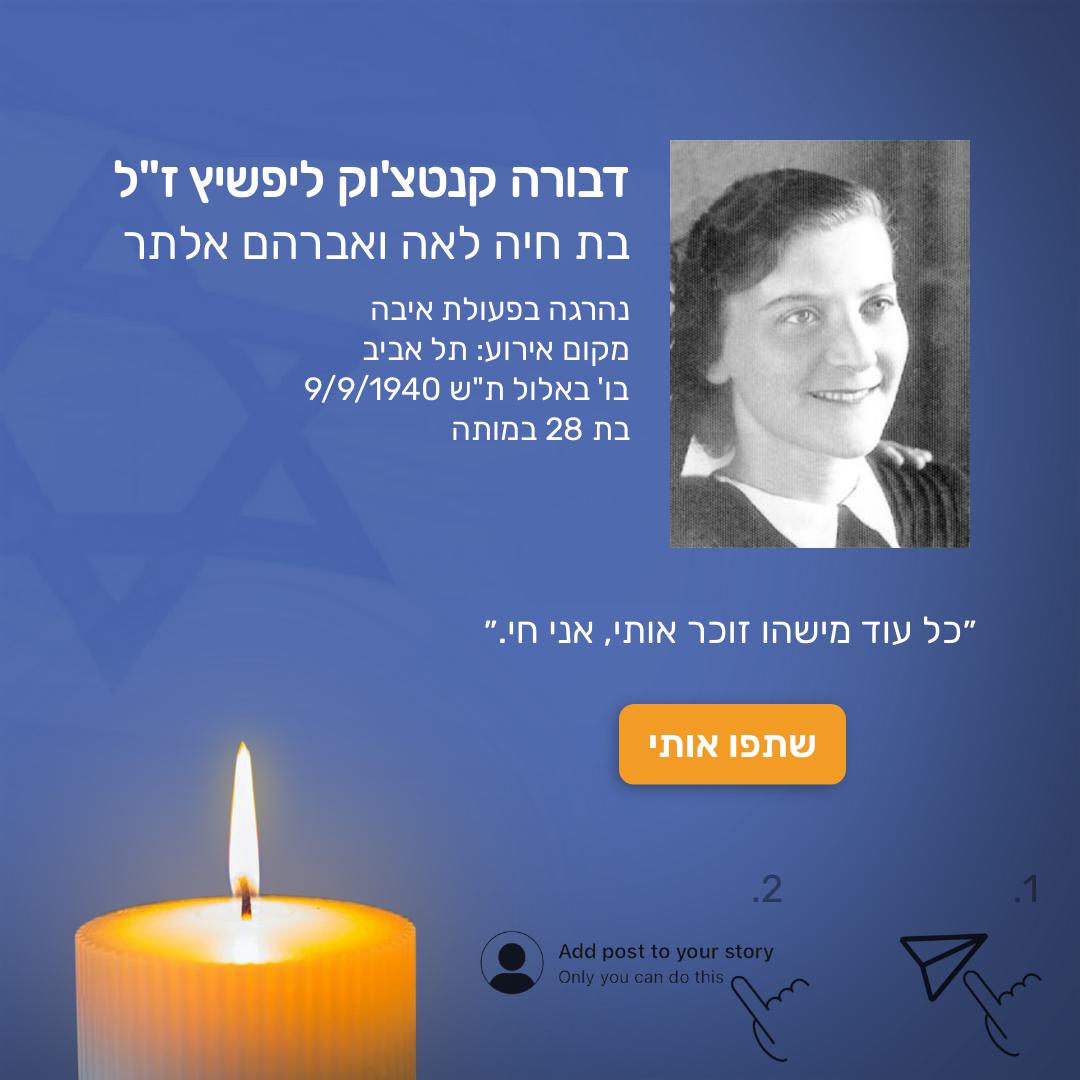 דבורה קנטצ'וק ליפשיץ ז"ל
בת חיה לאה ואברהם אלתר
נהרגה בפעולת איבה
מקום אירוע: תל אביב
בו' באלול ת"ש 9/9/1940
בת 28 במותה
״כל עוד מישהו זוכר אותי, אני חי.״
שתפו אותי
1.
2.
Add post to your story
Only you can do this